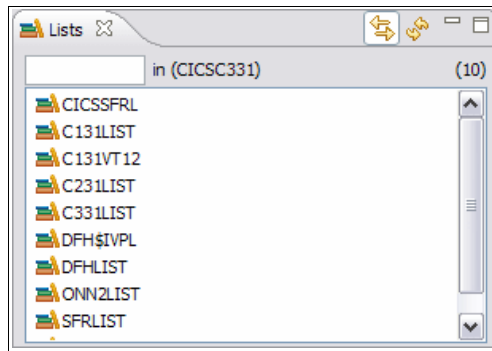 Lists
in (CICSC331) (10)
CICSSFRL
C131LIST
C131VT12
C231LIST
C331LIST
DFH$IVPL
DFHLIST
ONN2LIST
SFRLIST